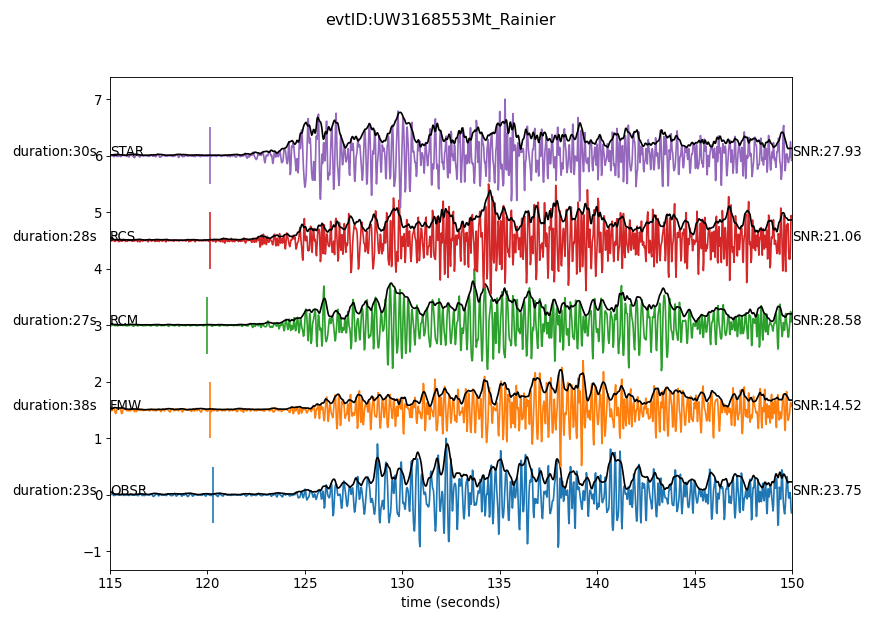 evtID:UW3168553Mt_Rainier
7
duration:30s 6 STAR SNR:27.93
5
duration:28s RCS SNR:21.06
4
duration:27s 3 RCM SNR:28.58
2
duration:38s FMW SNR:14.52
1
duration:23s 0 OBSR SNR:23.75
−1
115 120 125 130 135 140 145 150
time (seconds)